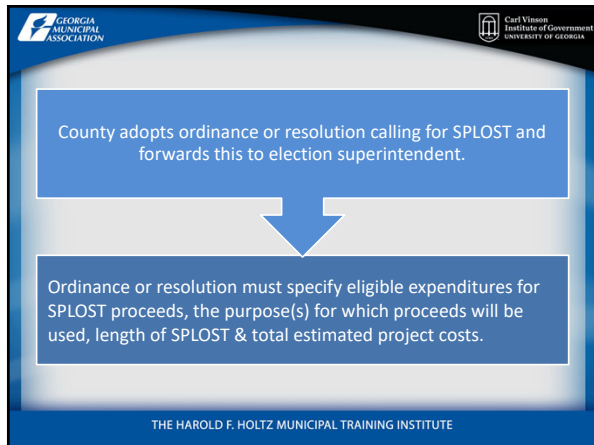 GEORGIA
MUNICIPAL
ASSOCIATION
Carl Vinson
Institute of Government
UNIVERSITY OF GEORGIA
County adopts ordinance or resolution calling for SPLOST and
forwards this to election superintendent.
Ordinance or resolution must specify eligible expenditures for
SPLOST proceeds, the purpose(s) for which proceeds will be
used, length of SPLOST & total estimated project costs.
THE HAROLD F. HOLTZ MUNICIPAL TRAINING INSTITUTE